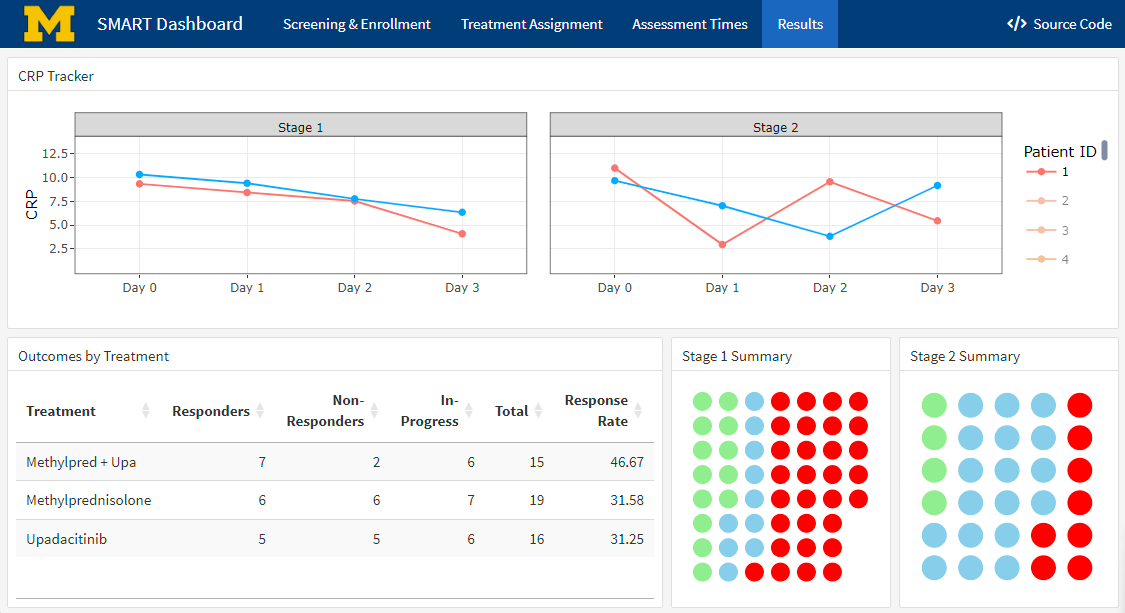 M SMART Dashboard Screening & Enrollment Treatment Assignment Assessment Times Results </> Source Code
CRP Tracker
Stage 1 Stage 2
CRP
12.5
10.0
7.5
5.0
2.5
Day 0 Day 1 Day 2 Day 3 Day 0 Day 1 Day 2 Day 3
Patient ID
1
2
3
4
Outcomes by Treatment
Treatment Responders Non-Responders In-Progress Total Response Rate
Methylpred + Upa 7 2 6 15 46.67
Methylprednisolone 6 6 7 19 31.58
Upadacitinib 5 5 6 16 31.25
Stage 1 Summary
Stage 2 Summary